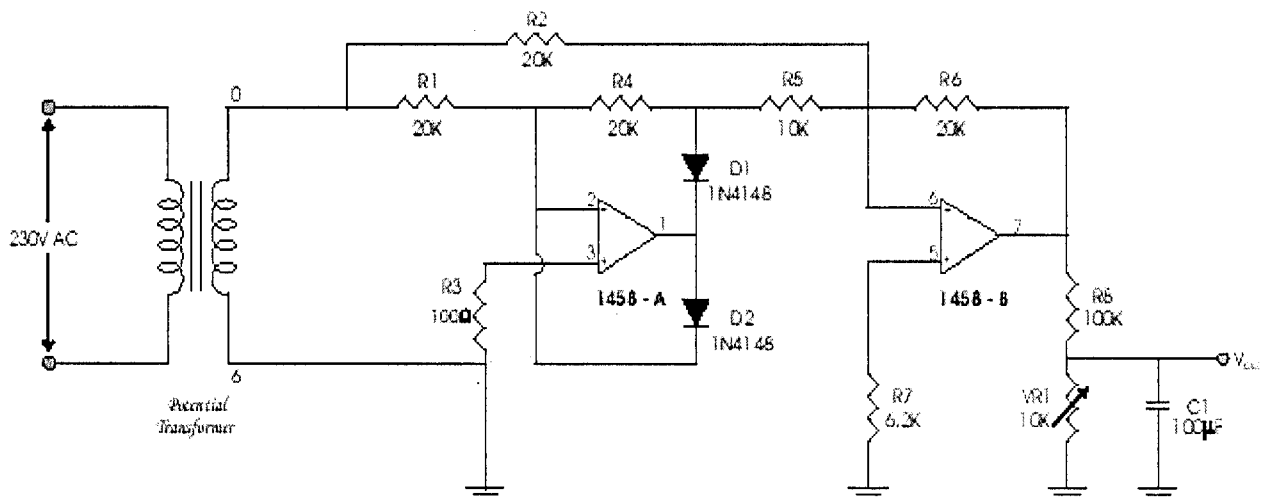 R2
20K
0
R1
20K
R4
20K
R5
10K
R6
20K
D1
1N4148
230V AC
2
3
1
6
5
7
1458 - A
1458 - B
R3
100Ω
D2
1N4148
R8
100K
6
Potential
Transformer
R7
6.2K
VR1
10K
C1
100µF